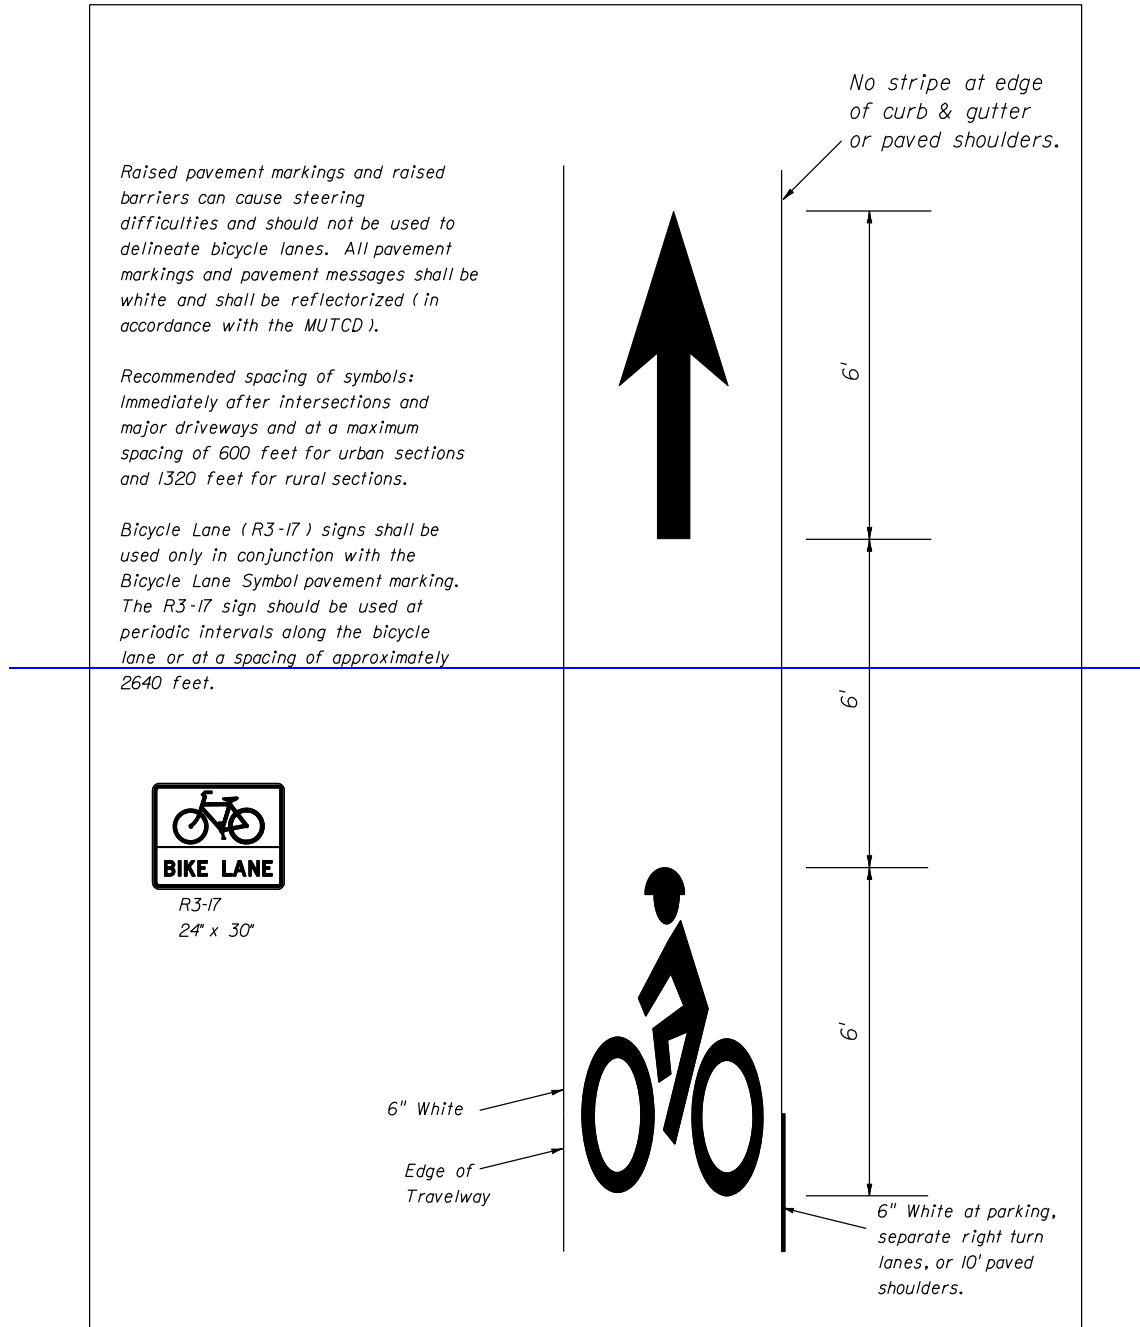 No stripe at edge
of curb & gutter
or paved shoulders.
Raised pavement markings and raised
barriers can cause steering
difficulties and should not be used to
delineate bicycle lanes. All pavement
markings and pavement messages shall be
white and shall be reflectorized (in
accordance with the MUTCD).
Recommended spacing of symbols:
Immediately after intersections and
major driveways and at a maximum
spacing of 600 feet for urban sections
and 1320 feet for rural sections.
Bicycle Lane (R3-17) signs shall be
used only in conjunction with the
Bicycle Lane Symbol pavement marking.
The R3-17 sign should be used at
periodic intervals along the bicycle
lane or at a spacing of approximately
2640 feet.
6'
6'
6'
BIKE LANE
R3-17
24" x 30"
6" White
Edge of
Travelway
6" White at parking,
separate right turn
lanes, or 10' paved
shoulders.